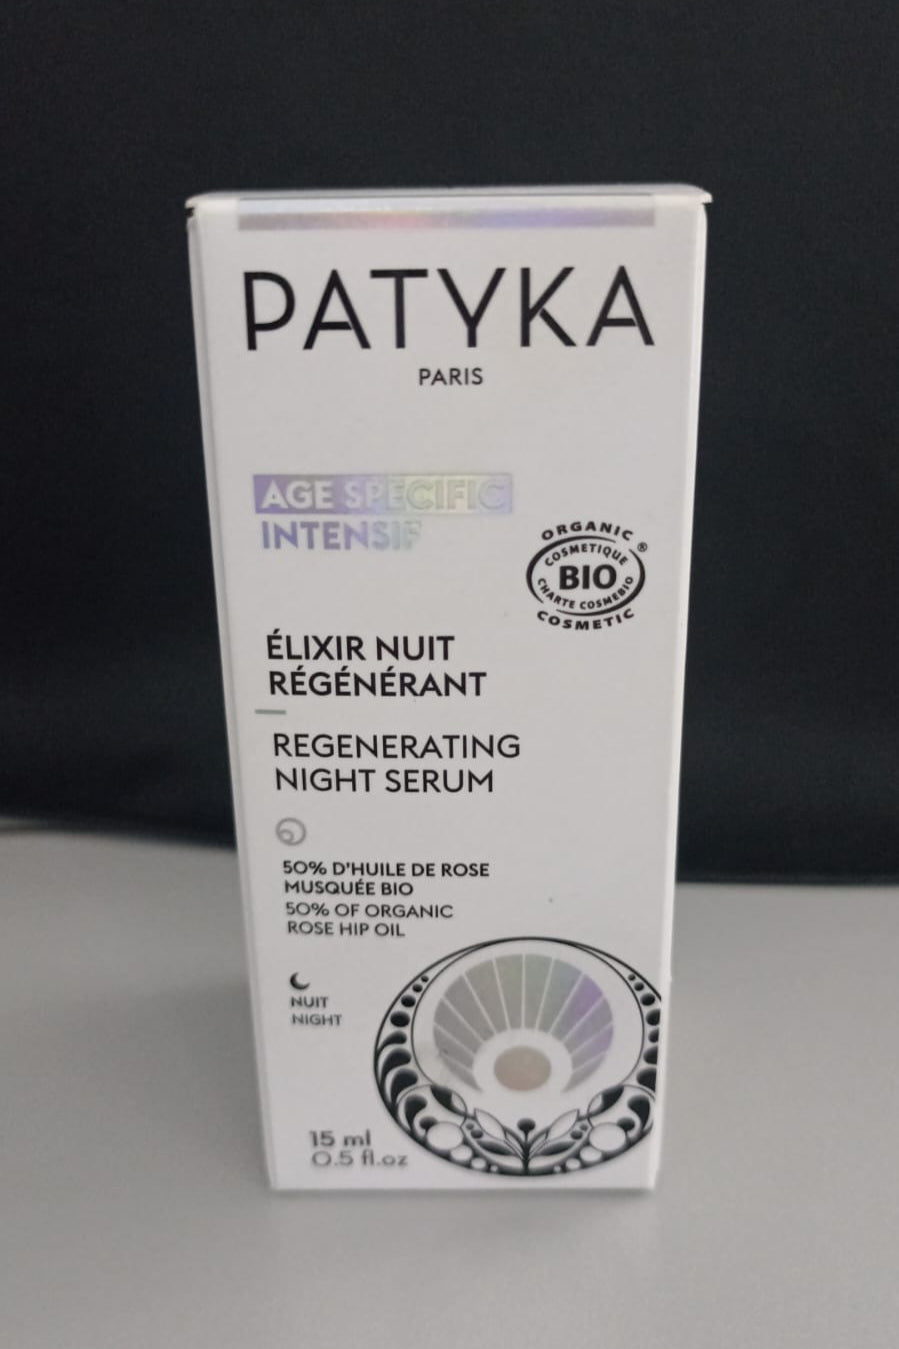 PATYKA
PARIS
AGE SPECIFIC
INTENSIF
ORGANIC
COSMETIQUE ®
BIO
CHARTE COSMEBIO
COSMETIC
ÉLIXIR NUIT
RÉGÉNÉRANT
REGENERATING
NIGHT SERUM
50% D'HUILE DE ROSE
MUSQUÉE BIO
50% OF ORGANIC
ROSE HIP OIL
NUIT
NIGHT
15 ml
0.5 fl.oz